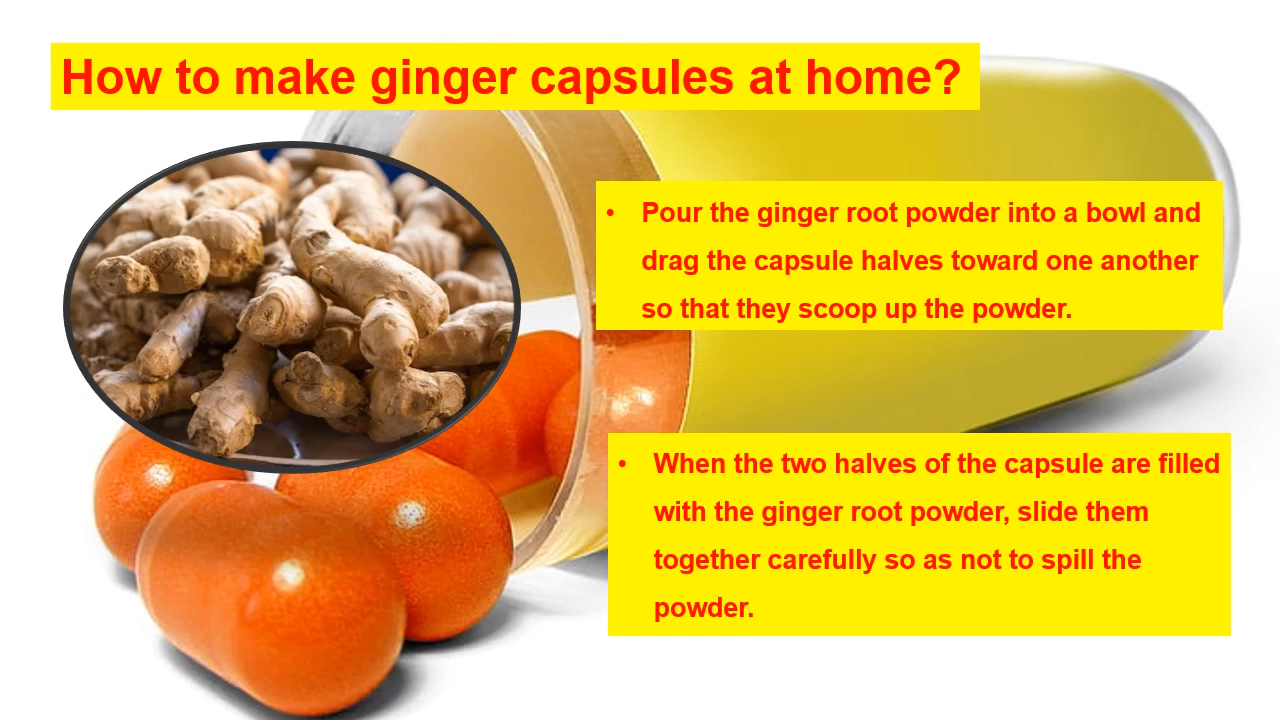 How to make ginger capsules at home?
• Pour the ginger root powder into a bowl and
drag the capsule halves toward one another
so that they scoop up the powder.
• When the two halves of the capsule are filled
with the ginger root powder, slide them
together carefully so as not to spill the
powder.